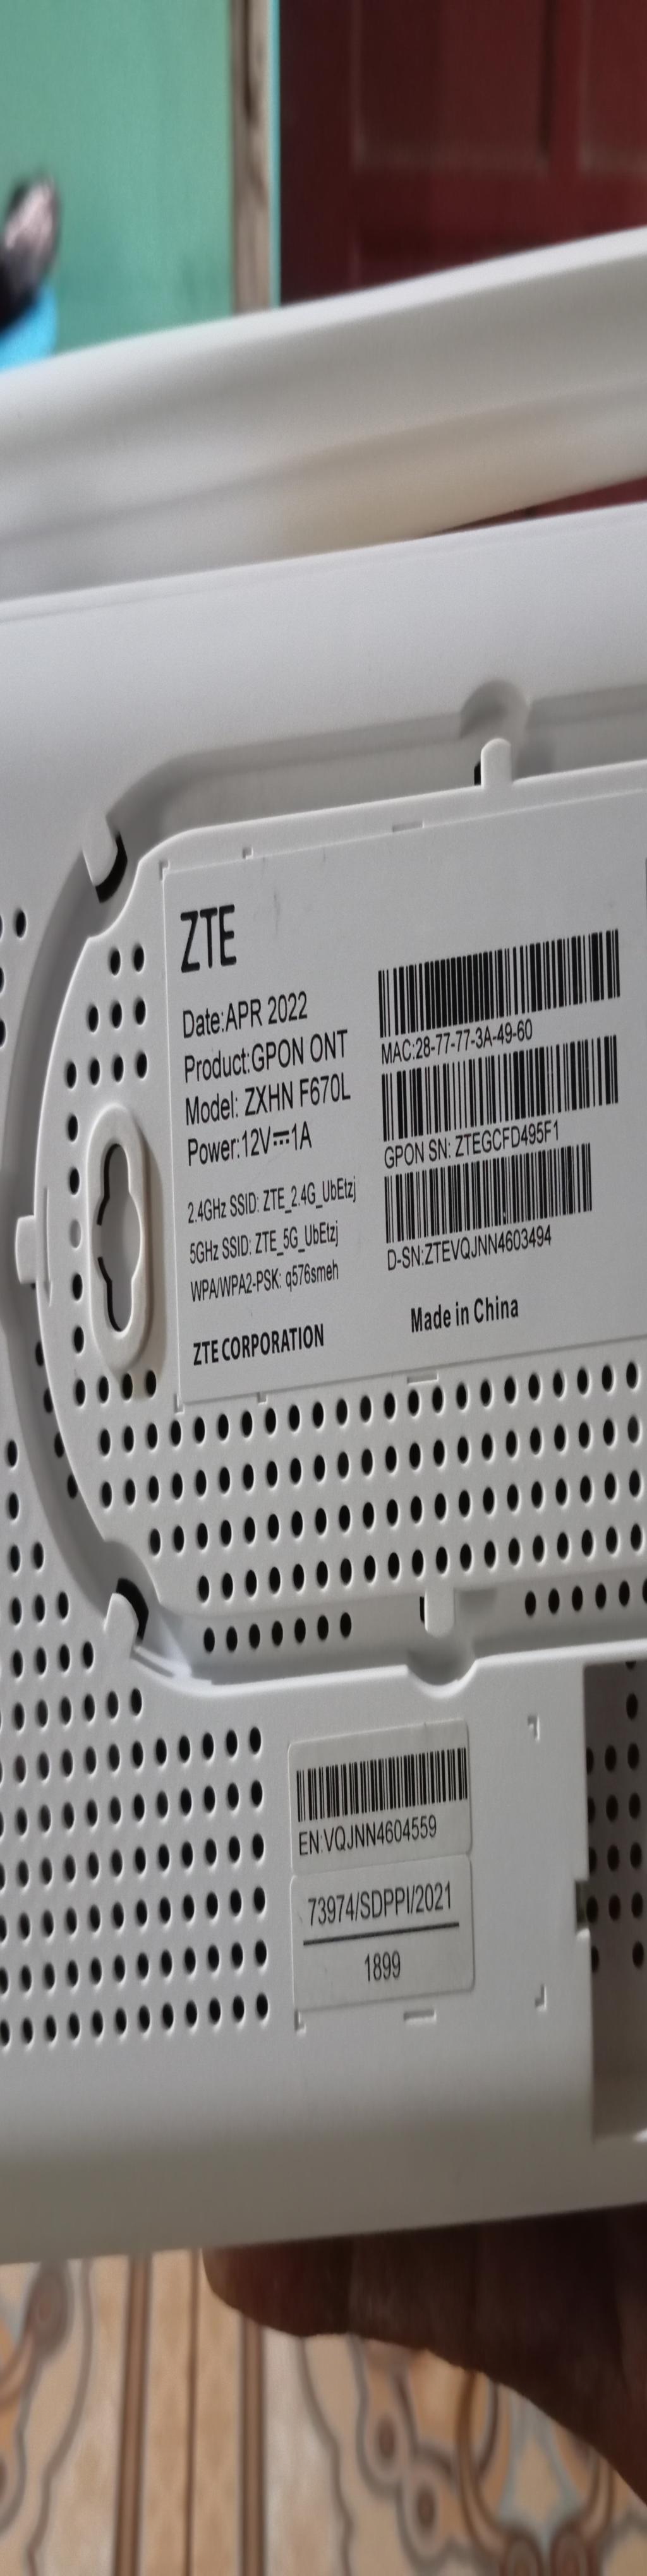 ZTE
Date:APR 2022
Product:GPON ONT
Model: ZXHN F670L
Power:12V⎓1A
2.4GHz SSID: ZTE_2.4G_UbEtzj
5GHz SSID: ZTE_5G_UbEtzj
WPA/WPA2-PSK: q576smeh
ZTE CORPORATION
MAC:28-77-77-3A-49-60
GPON SN: ZTEGCFD495F1
D-SN:ZTEVQJNN4603494
Made in China
EN:VQJNN4604559
73974/SDPPI/2021
1899